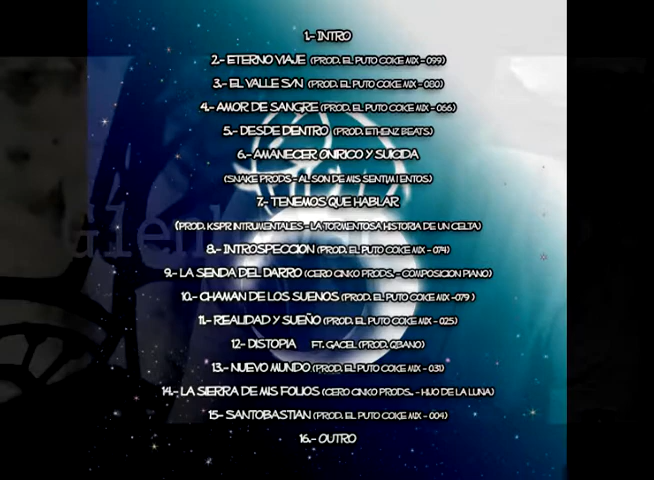 1.- INTRO
2.- ETERNO VIAJE (PROD. EL PUTO COKE MIX - 099)
3.- EL VALLE S/N (PROD. EL PUTO COKE MIX - 080)
4.- AMOR DE SANGRE (PROD. EL PUTO COKE MIX - 066)
5.- DESDE DENTRO (PROD. ETHENZ BEATS)
6.- AMANECER ONIRICO Y SUICIDA
(SNAKE PRODS - AL SON DE MIS SENTIMIENTOS)
7.- TENEMOS QUE HABLAR
(PROD. KSPR INTRUMENTALES - LA TORMENTOSA HISTORIA DE UN CELTA)
8.- INTROSPECCION (PROD. EL PUTO COKE MIX - 074)
9.- LA SENDA DEL DARRO (CERO CINKO PRODS. - COMPOSICION PIANO)
10.- CHAMAN DE LOS SUENOS (PROD. EL PUTO COKE MIX -079 )
11.- REALIDAD Y SUEÑO (PROD. EL PUTO COKE MIX - 025)
12- DISTOPIA FT. GACEL (PROD. QBANO)
13.- NUEVO MUNDO (PROD. EL PUTO COKE MIX - 031)
14.- LA SIERRA DE MIS FOLIOS (CERO CINKO PRODS.. - HIJO DE LA LUNA)
15- SANTOBASTIAN (PROD. EL PUTO COKE MIX - 004)
16.- OUTRO